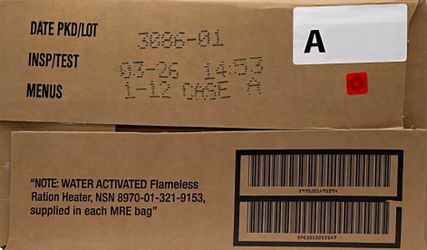 DATE PKD/LOT 3086-01
INSP/TEST 03-26 14:53
MENUS 1-12 CASE A
A
"NOTE: WATER ACTIVATED Flameless
Ration Heater, NSN 8970-01-321-9153,
supplied in each MRE bag"